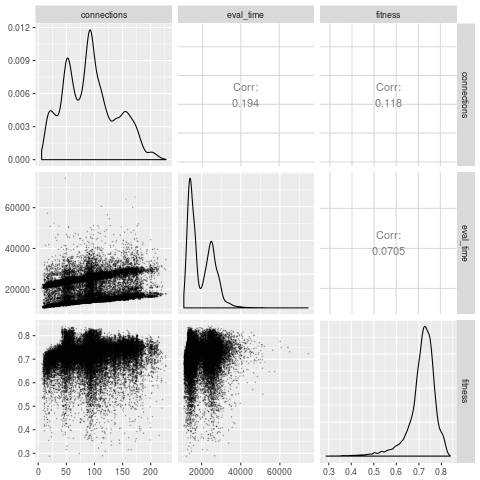 connections
eval_time
fitness
0.012
0.009
0.006
0.003
0.000
Corr:
0.194
Corr:
0.118
connections
60000
40000
20000
Corr:
0.0705
eval_time
0.8
0.7
0.6
0.5
0.4
0.3
fitness
0 50 100 150 200
20000 40000 60000
0.3 0.4 0.5 0.6 0.7 0.8